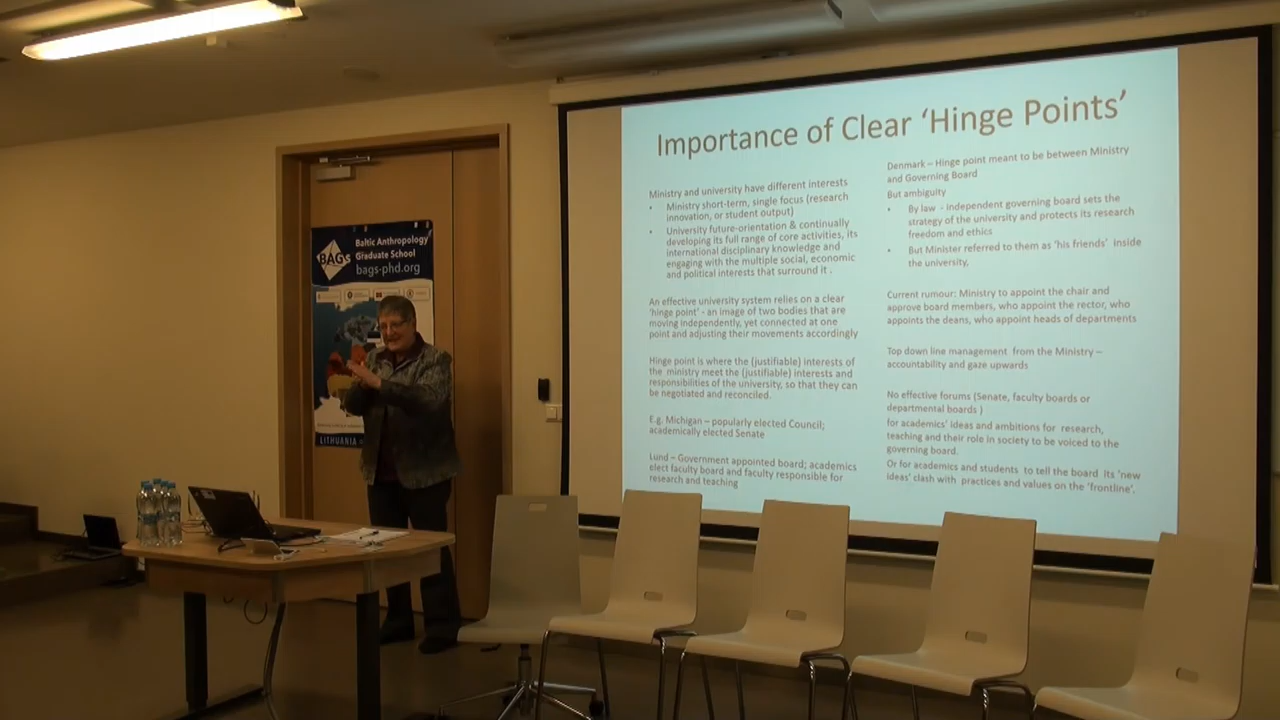 Importance of Clear ‘Hinge Points’
Ministry and university have different interests
• Ministry short-term, single focus (research
innovation, or student output)
• University future-orientation & continually
developing its full range of core activities, its
international disciplinary knowledge and
engaging with the multiple social, economic
and political interests that surround it .
An effective university system relies on a clear
‘hinge point’ - an image of two bodies that are
moving independently, yet connected at one
point and adjusting their movements accordingly
Hinge point is where the (justifiable) interests of
the ministry meet the (justifiable) interests and
responsibilities of the university, so that they can
be negotiated and reconciled.
E.g. Michigan – popularly elected Council;
academically elected Senate
Lund – Government appointed board; academics
elect faculty board and faculty responsible for
research and teaching
Denmark – Hinge point meant to be between Ministry
and Governing Board
But ambiguity
• By law - independent governing board sets the
strategy of the university and protects its research
freedom and ethics
• But Minister referred to them as ‘his friends’ inside
the university,
Current rumour: Ministry to appoint the chair and
approve board members, who appoint the rector, who
appoints the deans, who appoint heads of departments
Top down line management from the Ministry –
accountability and gaze upwards
No effective forums (Senate, faculty boards or
departmental boards )
for academics’ ideas and ambitions for research,
teaching and their role in society to be voiced to the
governing board.
Or for academics and students to tell the board its ‘new
ideas’ clash with practices and values on the ‘frontline’.
BAGs
Baltic Anthropology
Graduate School
bags-phd.org
LITHUANIA